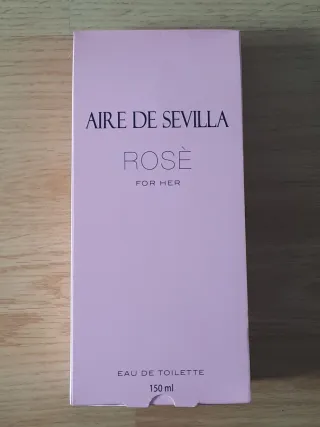 AIRE DE SEVILLA
ROSÈ
FOR HER
EAU DE TOILETTE
150 ml